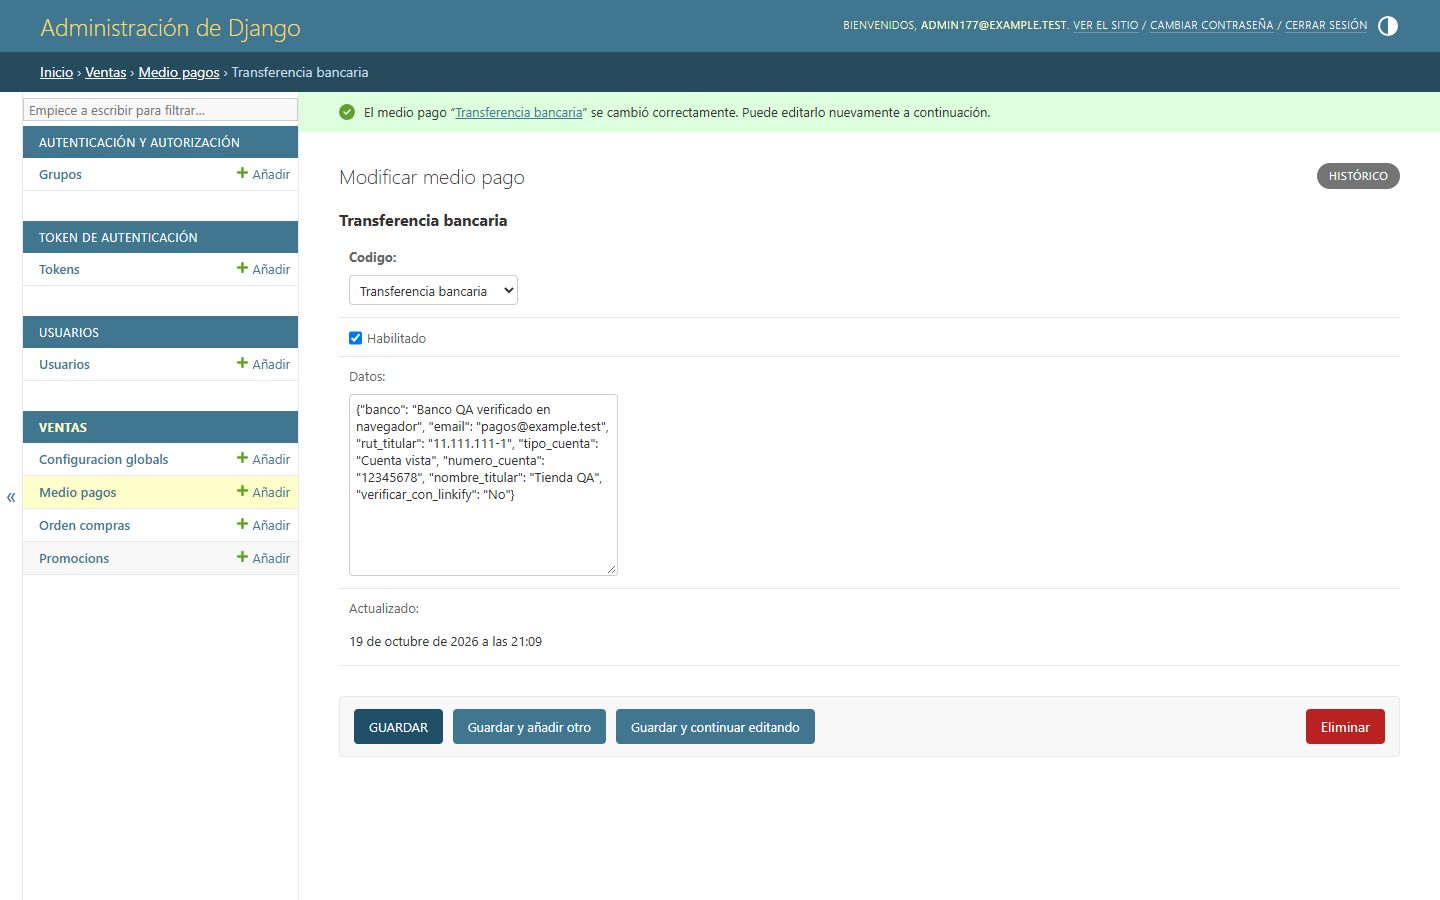 Administración de Django
BIENVENIDOS, ADMIN177@EXAMPLE.TEST. VER EL SITIO / CAMBIAR CONTRASEÑA / CERRAR SESIÓN
Inicio › Ventas › Medio pagos › Transferencia bancaria
Empiece a escribir para filtrar...
AUTENTICACIÓN Y AUTORIZACIÓN
Grupos + Añadir
TOKEN DE AUTENTICACIÓN
Tokens + Añadir
USUARIOS
Usuarios + Añadir
VENTAS
Configuracion globals + Añadir
Medio pagos + Añadir
Orden compras + Añadir
Promocions + Añadir
«
El medio pago “Transferencia bancaria” se cambió correctamente. Puede editarlo nuevamente a continuación.
Modificar medio pago
HISTÓRICO
Transferencia bancaria
Codigo:
Transferencia bancaria
Habilitado
Datos:
{"banco": "Banco QA verificado en
navegador", "email": "pagos@example.test",
"rut_titular": "11.111.111-1", "tipo_cuenta":
"Cuenta vista", "numero_cuenta":
"12345678", "nombre_titular": "Tienda QA",
"verificar_con_linkify": "No"}
Actualizado:
19 de octubre de 2026 a las 21:09
GUARDAR
Guardar y añadir otro
Guardar y continuar editando
Eliminar